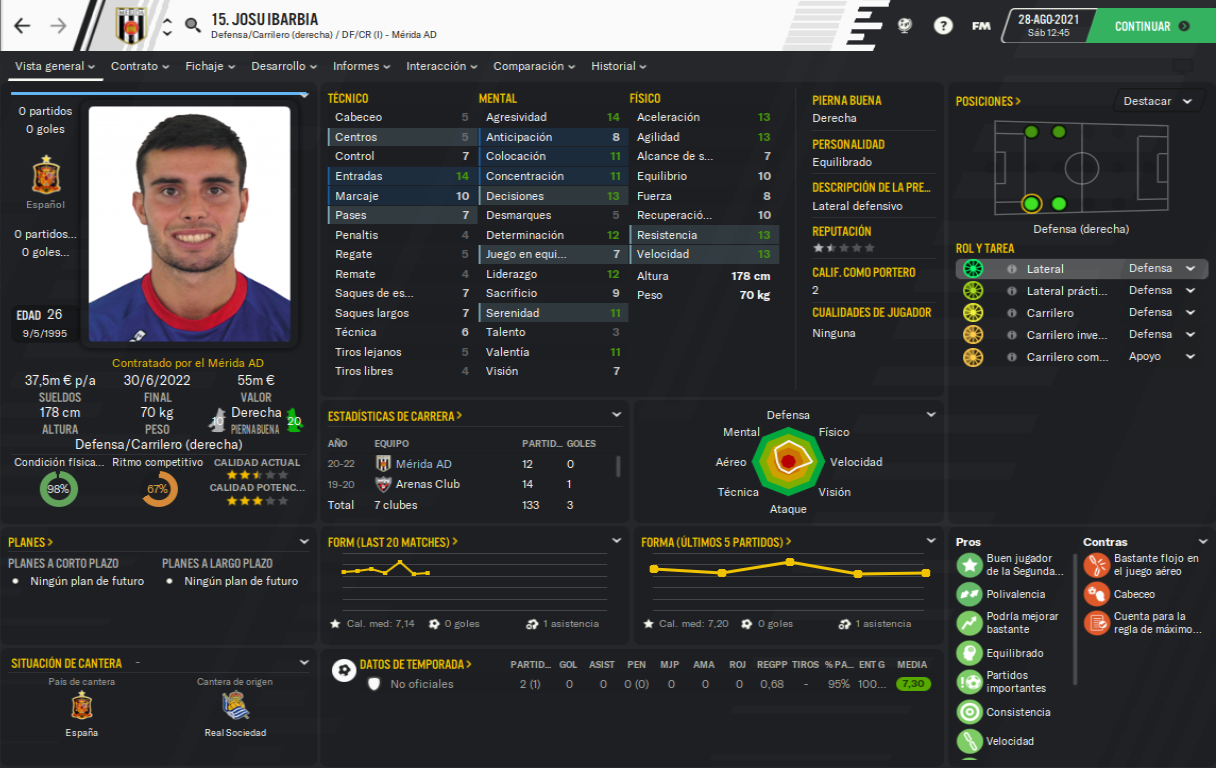 15. JOSU IBARBIA
Defensa/Carrilero (derecha) / DF/CR (I) - Mérida AD
?
FM
28-AGO-2021
Sáb 12:45
CONTINUAR
Vista general
Contrato
Fichaje
Desarrollo
Informes
Interacción
Comparación
Historial
0 partidos
0 goles
Español
0 partidos...
0 goles...
EDAD 26
9/5/1995
Contratado por el Mérida AD
37,5m € p/a
SUELDOS
30/6/2022
FINAL
55m €
VALOR
178 cm
ALTURA
70 kg
PESO
10
Derecha
PIERNA BUENA
20
Defensa/Carrilero (derecha)
Condición física...
98%
Ritmo competitivo
67%
CALIDAD ACTUAL
CALIDAD POTENC...
TÉCNICO
Cabeceo 5
Centros 5
Control 7
Entradas 14
Marcaje 10
Pases 7
Penaltis 4
Regate 5
Remate 4
Saques de es... 7
Saques largos 7
Técnica 6
Tiros lejanos 5
Tiros libres 4
MENTAL
Agresividad 14
Anticipación 8
Colocación 11
Concentración 11
Decisiones 13
Desmarques 5
Determinación 12
Juego en equi... 7
Liderazgo 12
Sacrificio 9
Serenidad 11
Talento 3
Valentía 11
Visión 7
FÍSICO
Aceleración 13
Agilidad 13
Alcance de s... 7
Equilibrio 10
Fuerza 8
Recuperació... 10
Resistencia 13
Velocidad 13
Altura 178 cm
Peso 70 kg
PIERNA BUENA
Derecha
PERSONALIDAD
Equilibrado
DESCRIPCIÓN DE LA PRE...
Lateral defensivo
REPUTACIÓN
CALIF. COMO PORTERO
2
CUALIDADES DE JUGADOR
Ninguna
POSICIONES >
Destacar
Defensa (derecha)
ROL Y TAREA
Lateral Defensa
Lateral prácti... Defensa
Carrilero Defensa
Carrilero inve... Defensa
Carrilero com... Apoyo
ESTADÍSTICAS DE CARRERA >
AÑO EQUIPO PARTID... GOLES
20-22 Mérida AD 12 0
19-20 Arenas Club 14 1
Total 7 clubes 133 3
Defensa
Físico
Velocidad
Visión
Ataque
Técnica
Aéreo
Mental
PLANES >
PLANES A CORTO PLAZO
Ningún plan de futuro
PLANES A LARGO PLAZO
Ningún plan de futuro
FORM (LAST 20 MATCHES) >
Cal. med: 7,14
0 goles
1 asistencia
FORMA (ÚLTIMOS 5 PARTIDOS) >
Cal. med: 7,20
0 goles
1 asistencia
Pros
Buen jugador
de la Segunda...
Polivalencia
Podría mejorar
bastante
Equilibrado
Partidos
importantes
Consistencia
Velocidad
Contras
Bastante flojo en
el juego aéreo
Cabeceo
Cuenta para la
regla de máximo...
SITUACIÓN DE CANTERA -
País de cantera
España
Cantera de origen
Real Sociedad
DATOS DE TEMPORADA >
PARTID... GOL ASIST PEN MJP AMA ROJ REGPP TIROS % PA... ENT G MEDIA
No oficiales 2 (1) 0 0 0 (0) 0 0 0 0,68 - 95% 100... 7,30